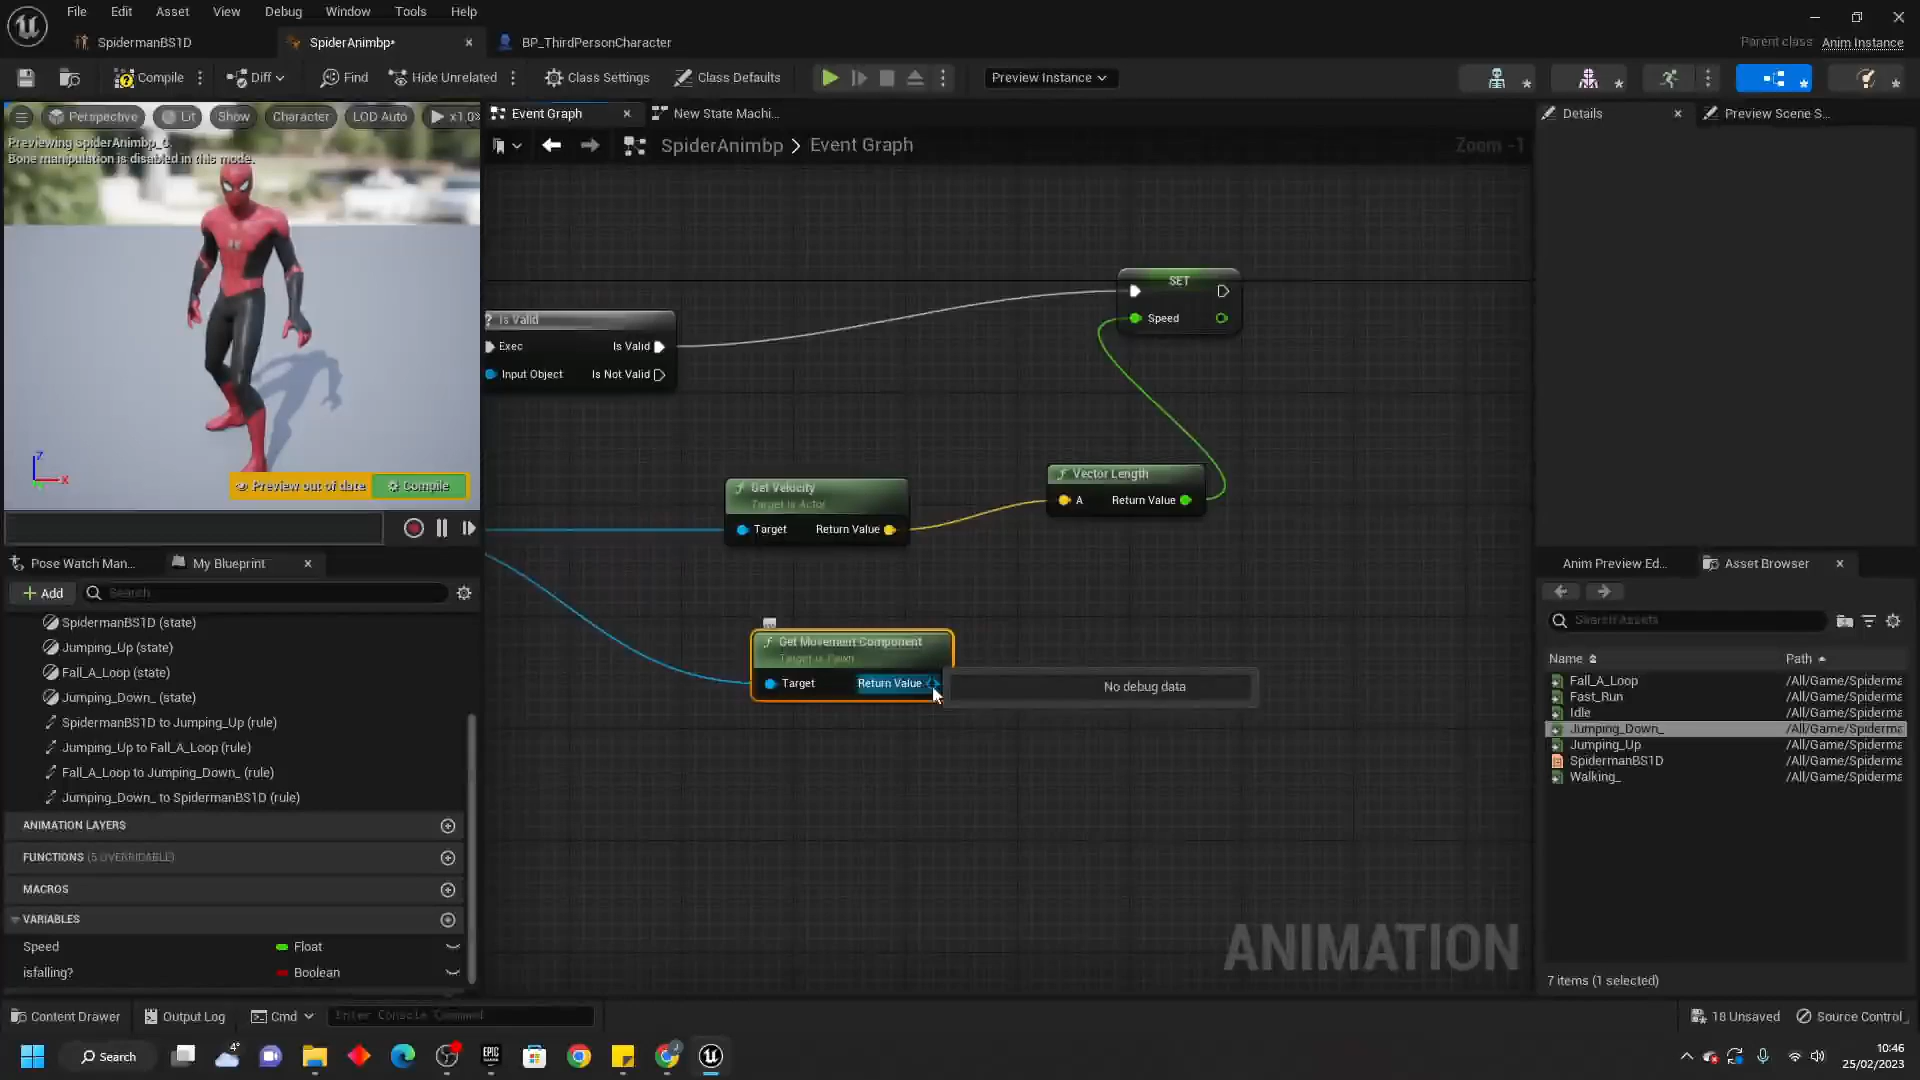 File Edit Asset View Debug Window Tools Help
SpidermanBS1D SpiderAnimbp* BP_ThirdPersonCharacter
Parent class Anim Instance
Compile Diff Find Hide Unrelated Class Settings Class Defaults Preview Instance
Perspective Lit Show Character LOD Auto x1.0
Event Graph New State Machi... Details Preview Scene S...
Previewing SpiderAnimbp_C.
Bone manipulation is disabled in this mode.
SpiderAnimbp > Event Graph Zoom -1
SET
Speed
Is Valid
Exec Is Valid
Input Object Is Not Valid
Z
X
Preview out of date Compile
Vector Length
A Return Value
Get Velocity
Target is Actor
Target Return Value
Pose Watch Man... My Blueprint
Anim Preview Ed... Asset Browser
Add Search
Search Assets
SpidermanBS1D (state)
Jumping_Up (state)
Fall_A_Loop (state)
Jumping_Down_ (state)
SpidermanBS1D to Jumping_Up (rule)
Jumping_Up to Fall_A_Loop (rule)
Fall_A_Loop to Jumping_Down_ (rule)
Jumping_Down_ to SpidermanBS1D (rule)
Get Movement Component
Target is Pawn
Target Return Value
No debug data
Name Path
Fall_A_Loop /All/Game/Spiderma
Fast_Run /All/Game/Spiderma
Idle /All/Game/Spiderma
Jumping_Down_ /All/Game/Spiderma
Jumping_Up /All/Game/Spiderma
SpidermanBS1D /All/Game/Spiderma
Walking_ /All/Game/Spiderma
ANIMATION LAYERS
FUNCTIONS (5 OVERRIDABLE)
MACROS
VARIABLES
Speed Float
isfalling? Boolean
ANIMATION
7 items (1 selected)
Content Drawer Output Log Cmd Enter Console Command
18 Unsaved Source Control
4°
Search
EPIC
J
10:46
25/02/2023